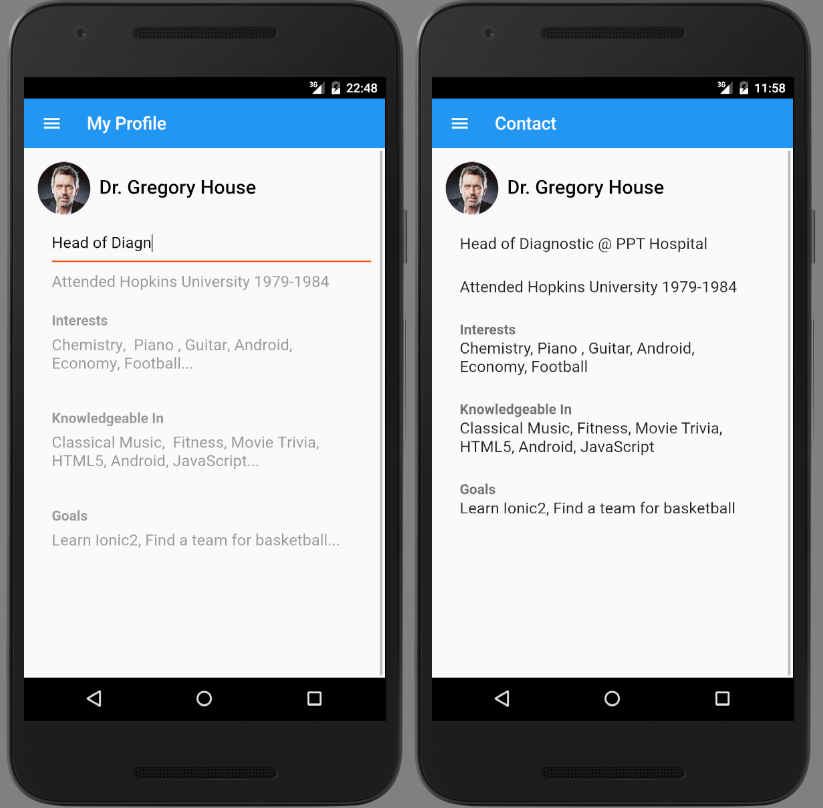 3G 22:48
My Profile
Dr. Gregory House
Head of Diagn
Attended Hopkins University 1979-1984
Interests
Chemistry,  Piano , Guitar, Android,
Economy, Football...
Knowledgeable In
Classical Music,  Fitness, Movie Trivia,
HTML5, Android, JavaScript...
Goals
Learn Ionic2, Find a team for basketball...
3G 11:58
Contact
Dr. Gregory House
Head of Diagnostic @ PPT Hospital
Attended Hopkins University 1979-1984
Interests
Chemistry, Piano , Guitar, Android,
Economy, Football
Knowledgeable In
Classical Music, Fitness, Movie Trivia,
HTML5, Android, JavaScript
Goals
Learn Ionic2, Find a team for basketball